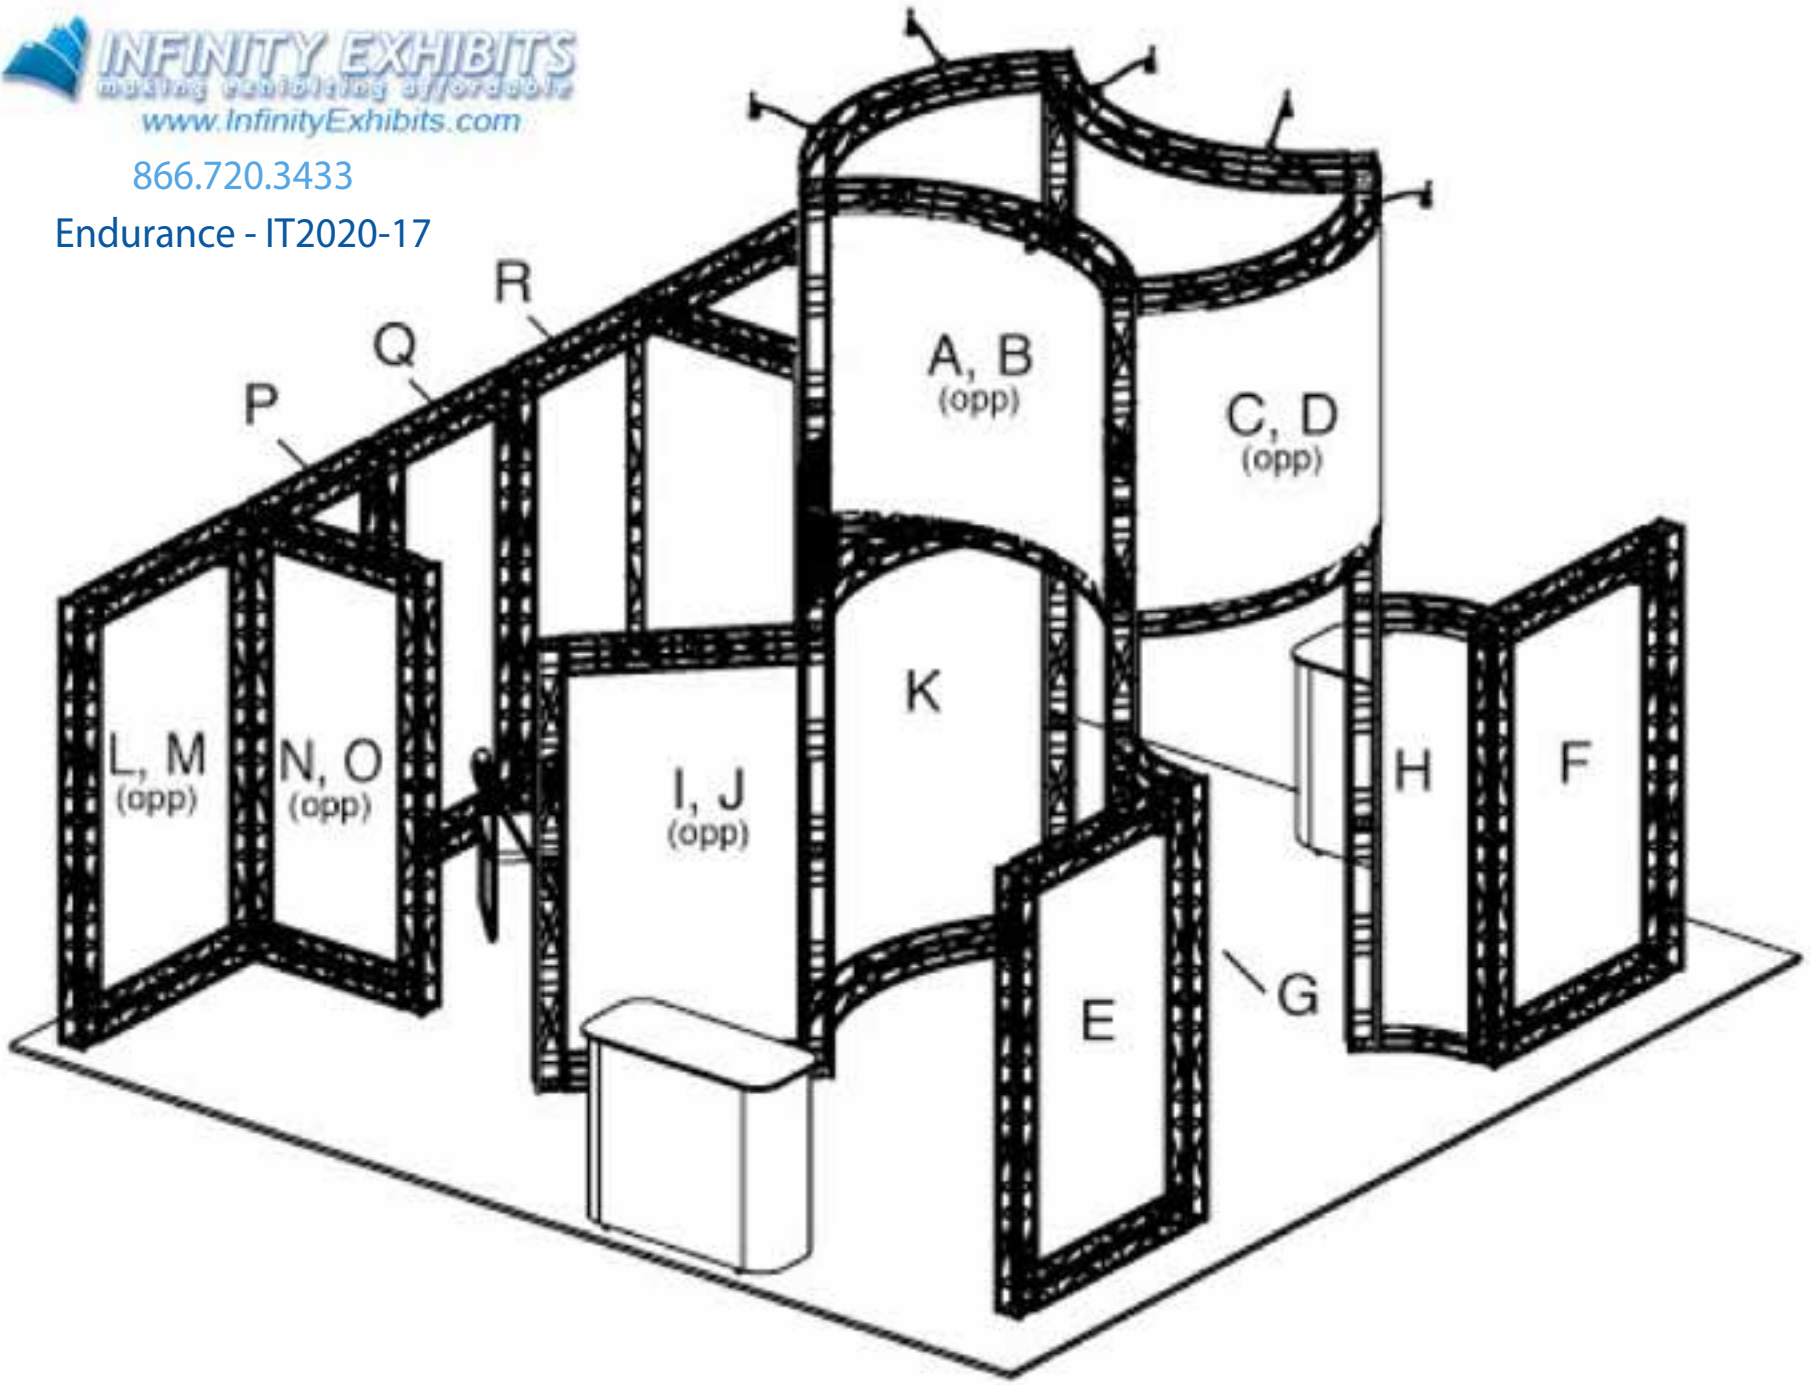 INFINITY EXHIBITS
making exhibiting affordable
www.InfinityExhibits.com
866.720.3433
Endurance - IT2020-17
R
Q
P
A, B
(opp)
C, D
(opp)
K
L, M
(opp)
N, O
(opp)
I, J
(opp)
H
F
G
E